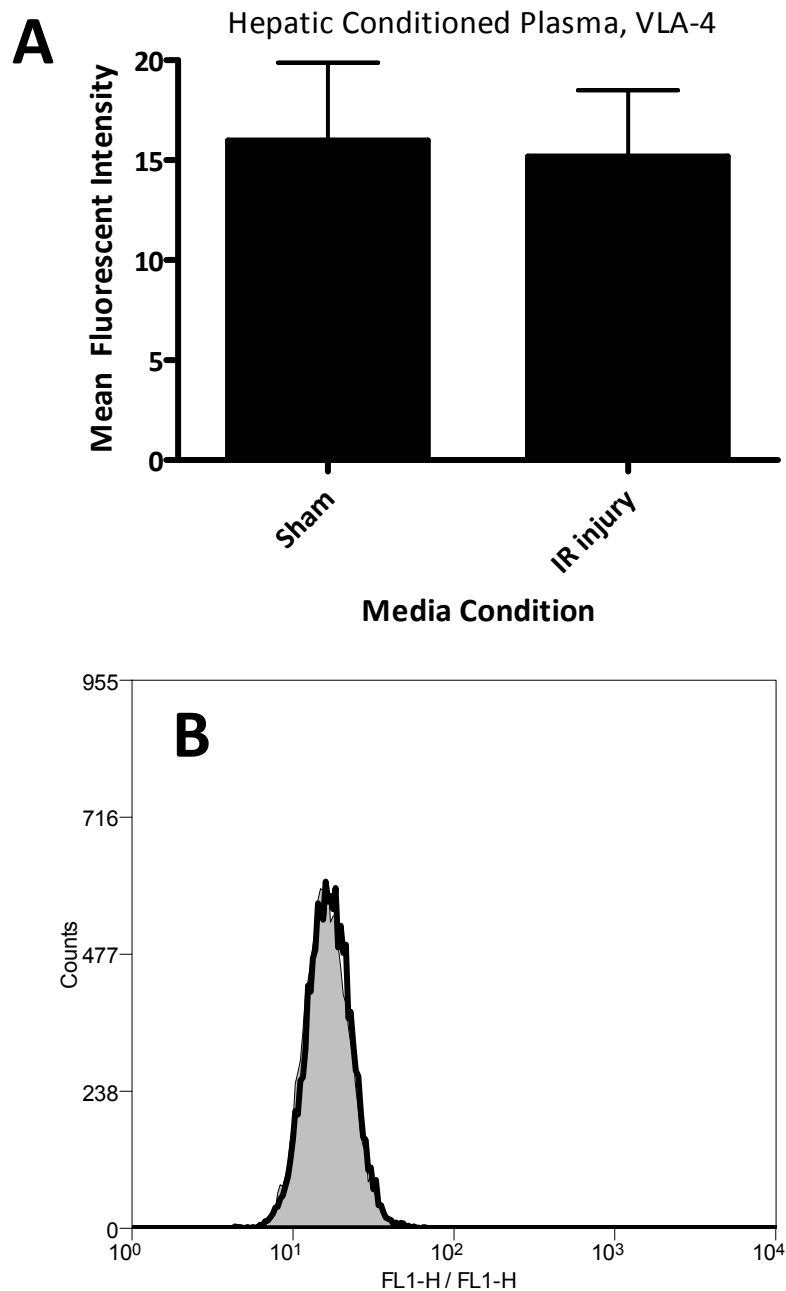 A
Hepatic Conditioned Plasma, VLA-4
Mean Fluorescent Intensity
20
15
10
5
0
Sham
IR injury
Media Condition
B
Counts
955
716
477
238
0
10⁰
10¹
10²
10³
10⁴
FL1-H / FL1-H